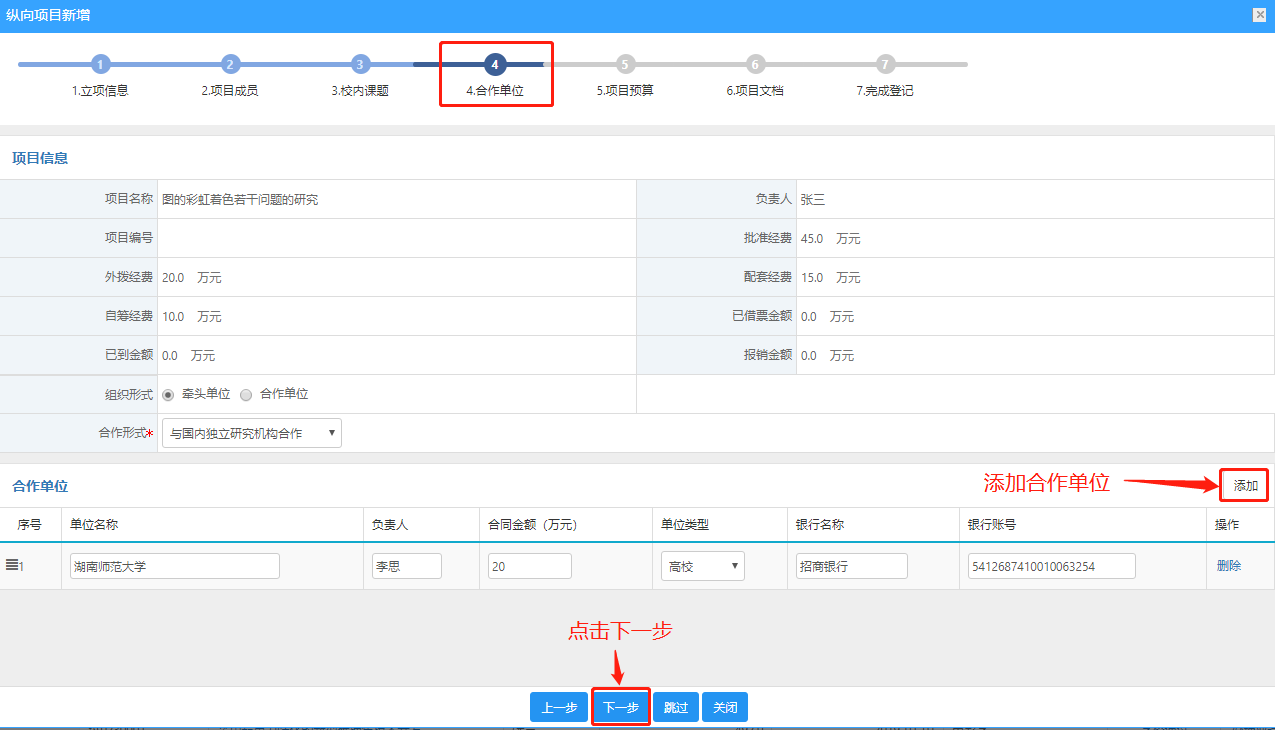 纵向项目新增
1 2 3 4 5 6 7
1.立项信息 2.项目成员 3.校内课题 4.合作单位 5.项目预算 6.项目文档 7.完成登记
项目信息
项目名称 图的彩虹着色若干问题的研究 负责人 张三
项目编号 批准经费 45.0 万元
外拨经费 20.0 万元 配套经费 15.0 万元
自筹经费 10.0 万元 已借票金额 0.0 万元
已到金额 0.0 万元 报销金额 0.0 万元
组织形式 牵头单位 合作单位
合作形式* 与国内独立研究机构合作
合作单位 添加合作单位 添加
序号 单位名称 负责人 合同金额（万元） 单位类型 银行名称 银行账号 操作
1 湖南师范大学 李思 20 高校 招商银行 5412687410010063254 删除
点击下一步
上一步 下一步 跳过 关闭